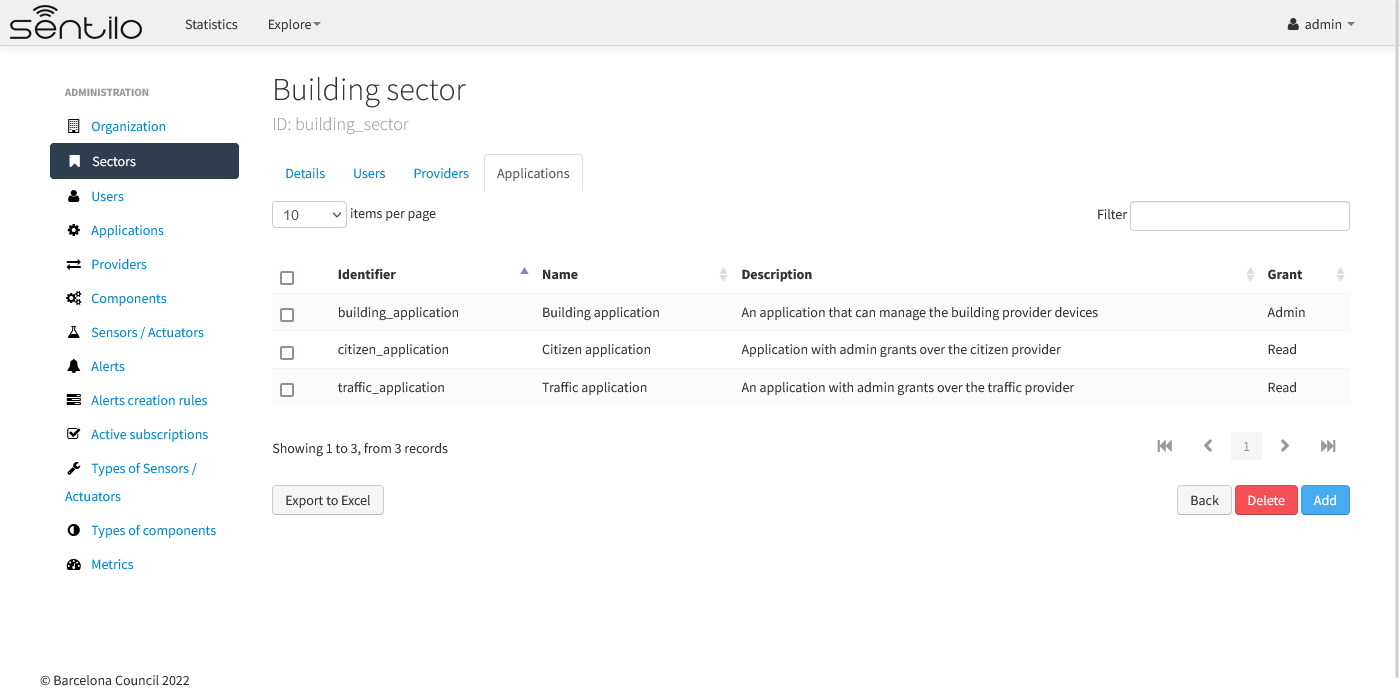 sentilo Statistics Explore admin
ADMINISTRATION
Organization
Sectors
Users
Applications
Providers
Components
Sensors / Actuators
Alerts
Alerts creation rules
Active subscriptions
Types of Sensors /
Actuators
Types of components
Metrics
Building sector
ID: building_sector
Details Users Providers Applications
10 items per page Filter
Identifier Name Description Grant
building_application Building application An application that can manage the building provider devices Admin
citizen_application Citizen application Application with admin grants over the citizen provider Read
traffic_application Traffic application An application with admin grants over the traffic provider Read
Showing 1 to 3, from 3 records 1
Export to Excel Back Delete Add
© Barcelona Council 2022